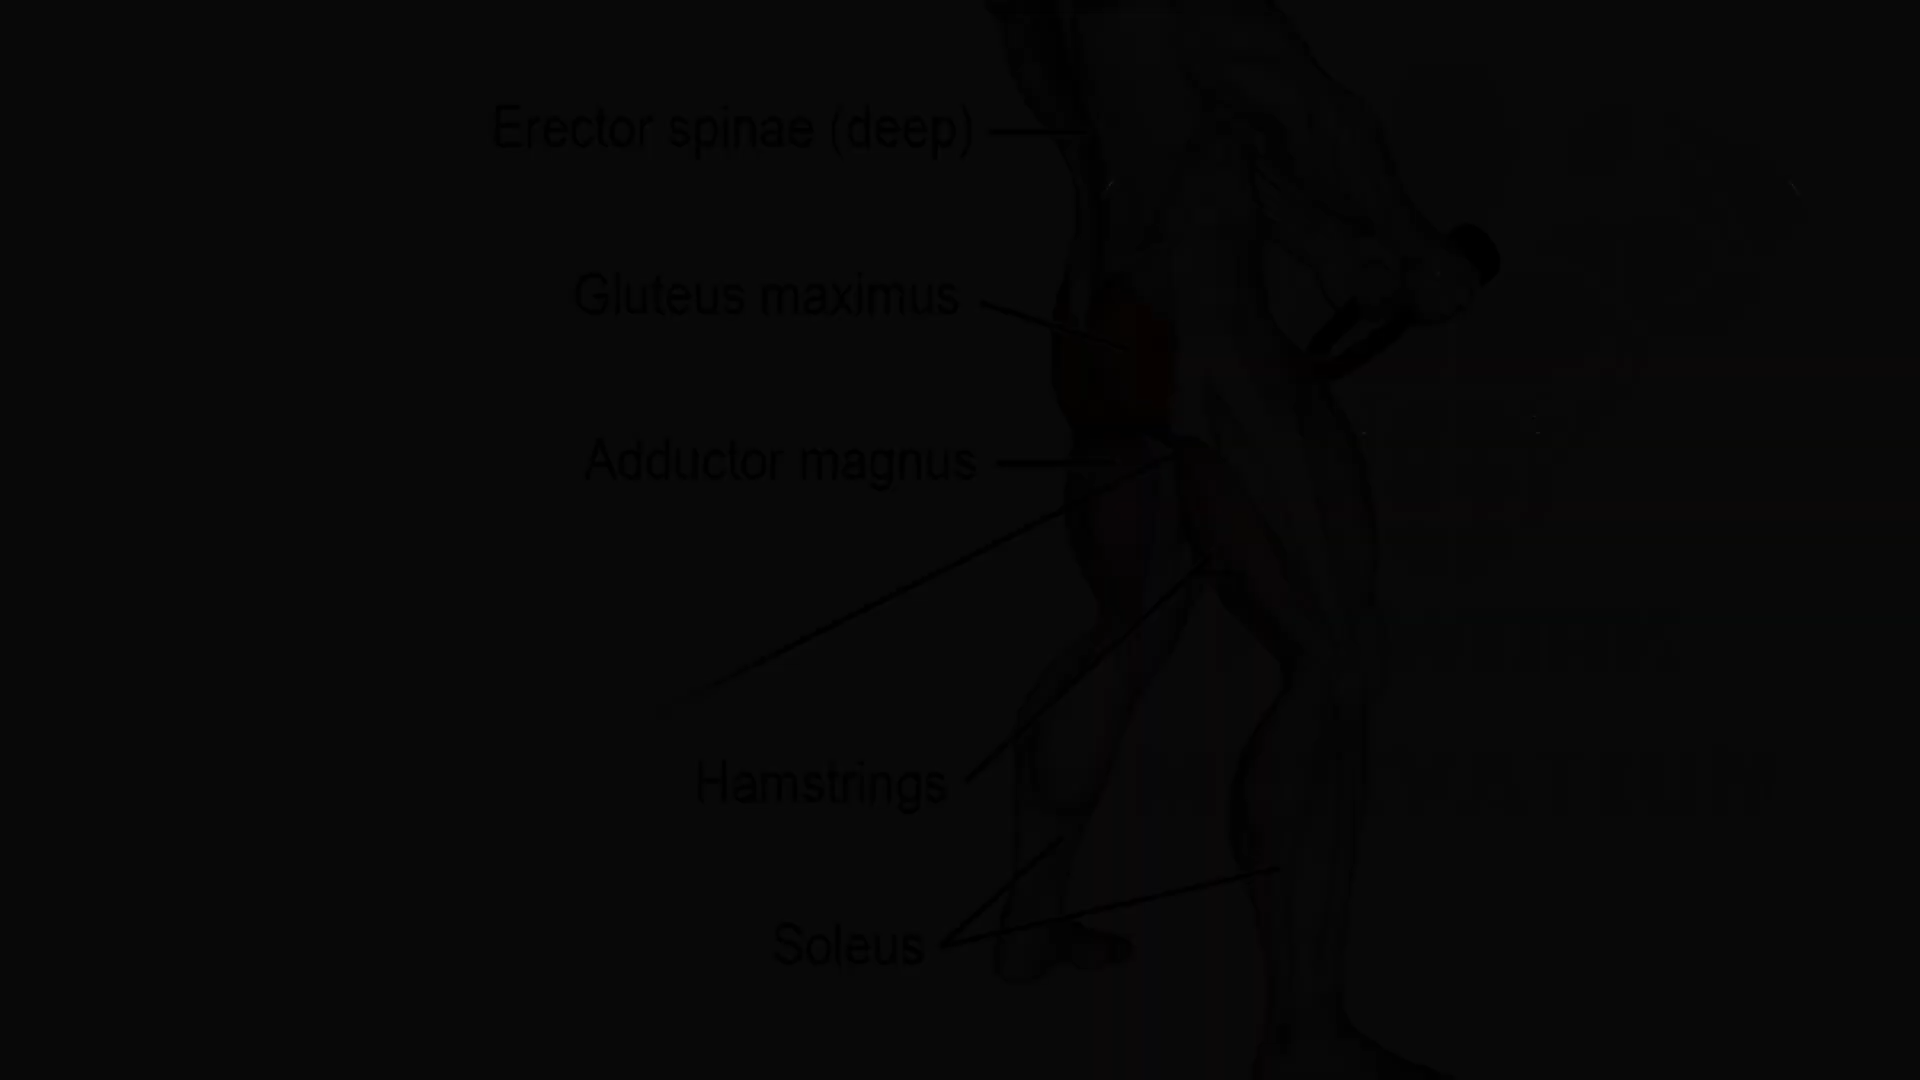 Erector spinae (deep)
Gluteus maximus
Adductor magnus
Hamstrings
Soleus